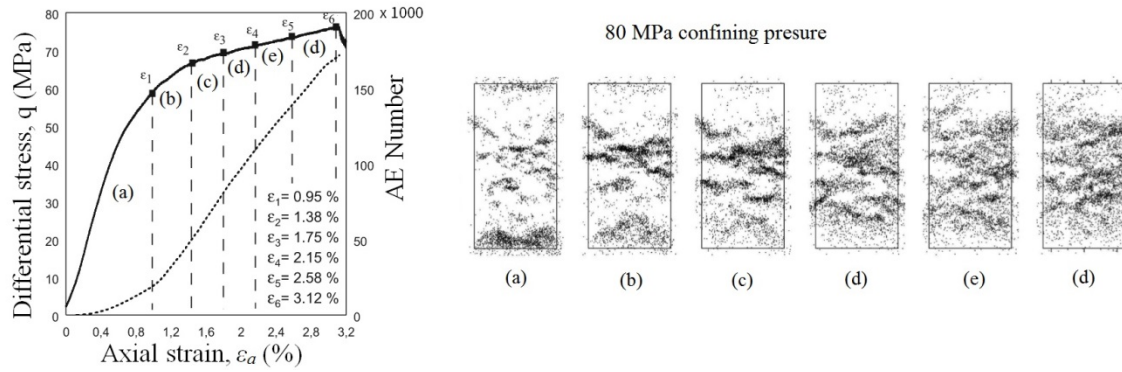 80
70
60
50
40
30
20
10
0
Differential stress, q (MPa)
200 x 1000
150
100
50
0
AE Number
ε1
ε2
ε3
ε4
ε5
ε6
(a)
(b)
(c)
(d)
(e)
(d)
ε1= 0.95 %
ε2= 1.38 %
ε3= 1.75 %
ε4= 2.15 %
ε5= 2.58 %
ε6= 3.12 %
0 0,4 0,8 1,2 1,6 2 2,4 2,8 3,2
Axial strain, εa (%)
80 MPa confining presure
(a) (b) (c) (d) (e) (d)